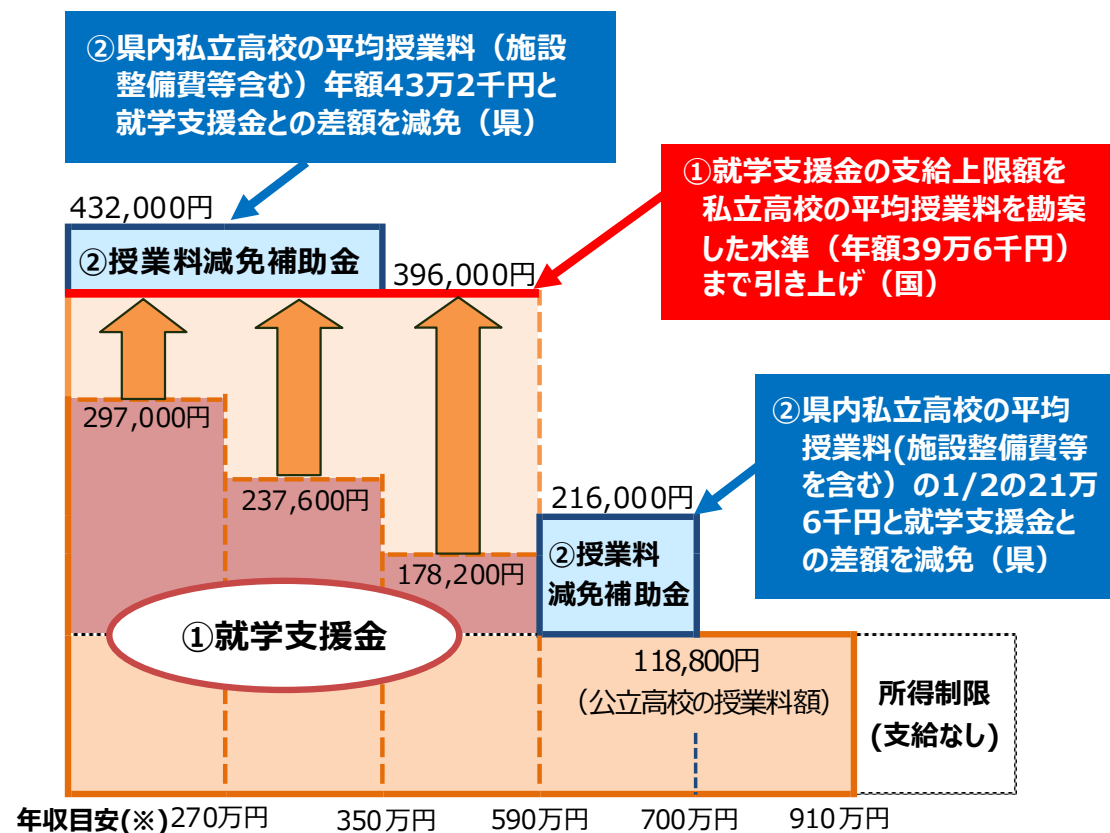 ②県内私立高校の平均授業料（施設
整備費等含む）年額43万2千円と
就学支援金との差額を減免（県）
①就学支援金の支給上限額を
私立高校の平均授業料を勘案
した水準（年額39万6千円）
まで引き上げ（国）
432,000円
②授業料減免補助金
396,000円
297,000円
237,600円
178,200円
②県内私立高校の平均
授業料(施設整備費等
を含む）の1/2の21万
6千円と就学支援金と
の差額を減免（県）
216,000円
②授業料
減免補助金
①就学支援金
118,800円
（公立高校の授業料額）
所得制限
(支給なし)
年収目安(※)270万円 350万円 590万円 700万円 910万円